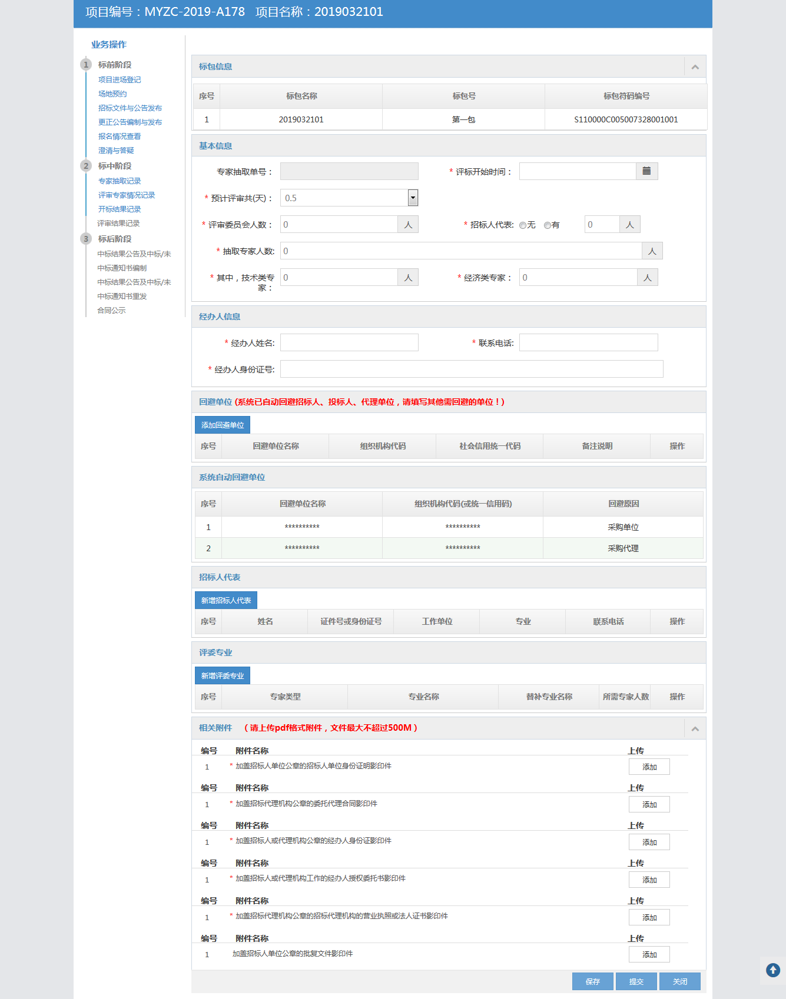 项目编号：MYZC-2019-A178 项目名称：2019032101
业务操作
1 标前阶段
项目进场登记
场地预约
招标文件与公告发布
更正公告编制与发布
报名情况查看
澄清与答疑
2 标中阶段
专家抽取记录
评审专家情况记录
开标结果记录
评审结果记录
3 标后阶段
中标结果公告及中标/未
中标通知书编制
中标结果公告及中标/未
中标通知书重发
合同公示
标包信息
序号 标包名称 标包号 标包符码编号
1 2019032101 第一包 S110000C005007328001001
基本信息
专家抽取单号： * 评标开始时间：
* 预计评审共(天)： 0.5
* 评审委员会人数： 0 人 * 招标人代表: 无 有 0 人
* 抽取专家人数: 0 人
* 其中，技术类专家： 0 人 * 经济类专家： 0 人
经办人信息
* 经办人姓名: * 联系电话:
* 经办人身份证号:
回避单位 (系统已自动回避招标人、投标人、代理单位，请填写其他需回避的单位！)
添加回避单位
序号 回避单位名称 组织机构代码 社会信用统一代码 备注说明 操作
系统自动回避单位
序号 回避单位名称 组织机构代码(或统一信用码) 回避原因
1 ********** ********** 采购单位
2 ********** ********** 采购代理
招标人代表
新增招标人代表
序号 姓名 证件号或身份证号 工作单位 专业 联系电话 操作
评委专业
新增评委专业
序号 专家类型 专业名称 替补专业名称 所需专家人数 操作
相关附件 （请上传pdf格式附件，文件最大不超过500M）
编号 附件名称 上传
1 * 加盖招标人单位公章的招标人单位身份证明影印件 添加
编号 附件名称 上传
1 * 加盖招标代理机构公章的委托代理合同影印件 添加
编号 附件名称 上传
1 * 加盖招标人或代理机构公章的经办人身份证影印件 添加
编号 附件名称 上传
1 * 加盖招标人或代理机构工作的经办人授权委托书影印件 添加
编号 附件名称 上传
1 * 加盖招标代理机构公章的招标代理机构的营业执照或法人证书影印件 添加
编号 附件名称 上传
1 加盖招标人单位公章的批复文件影印件 添加
保存 提交 关闭